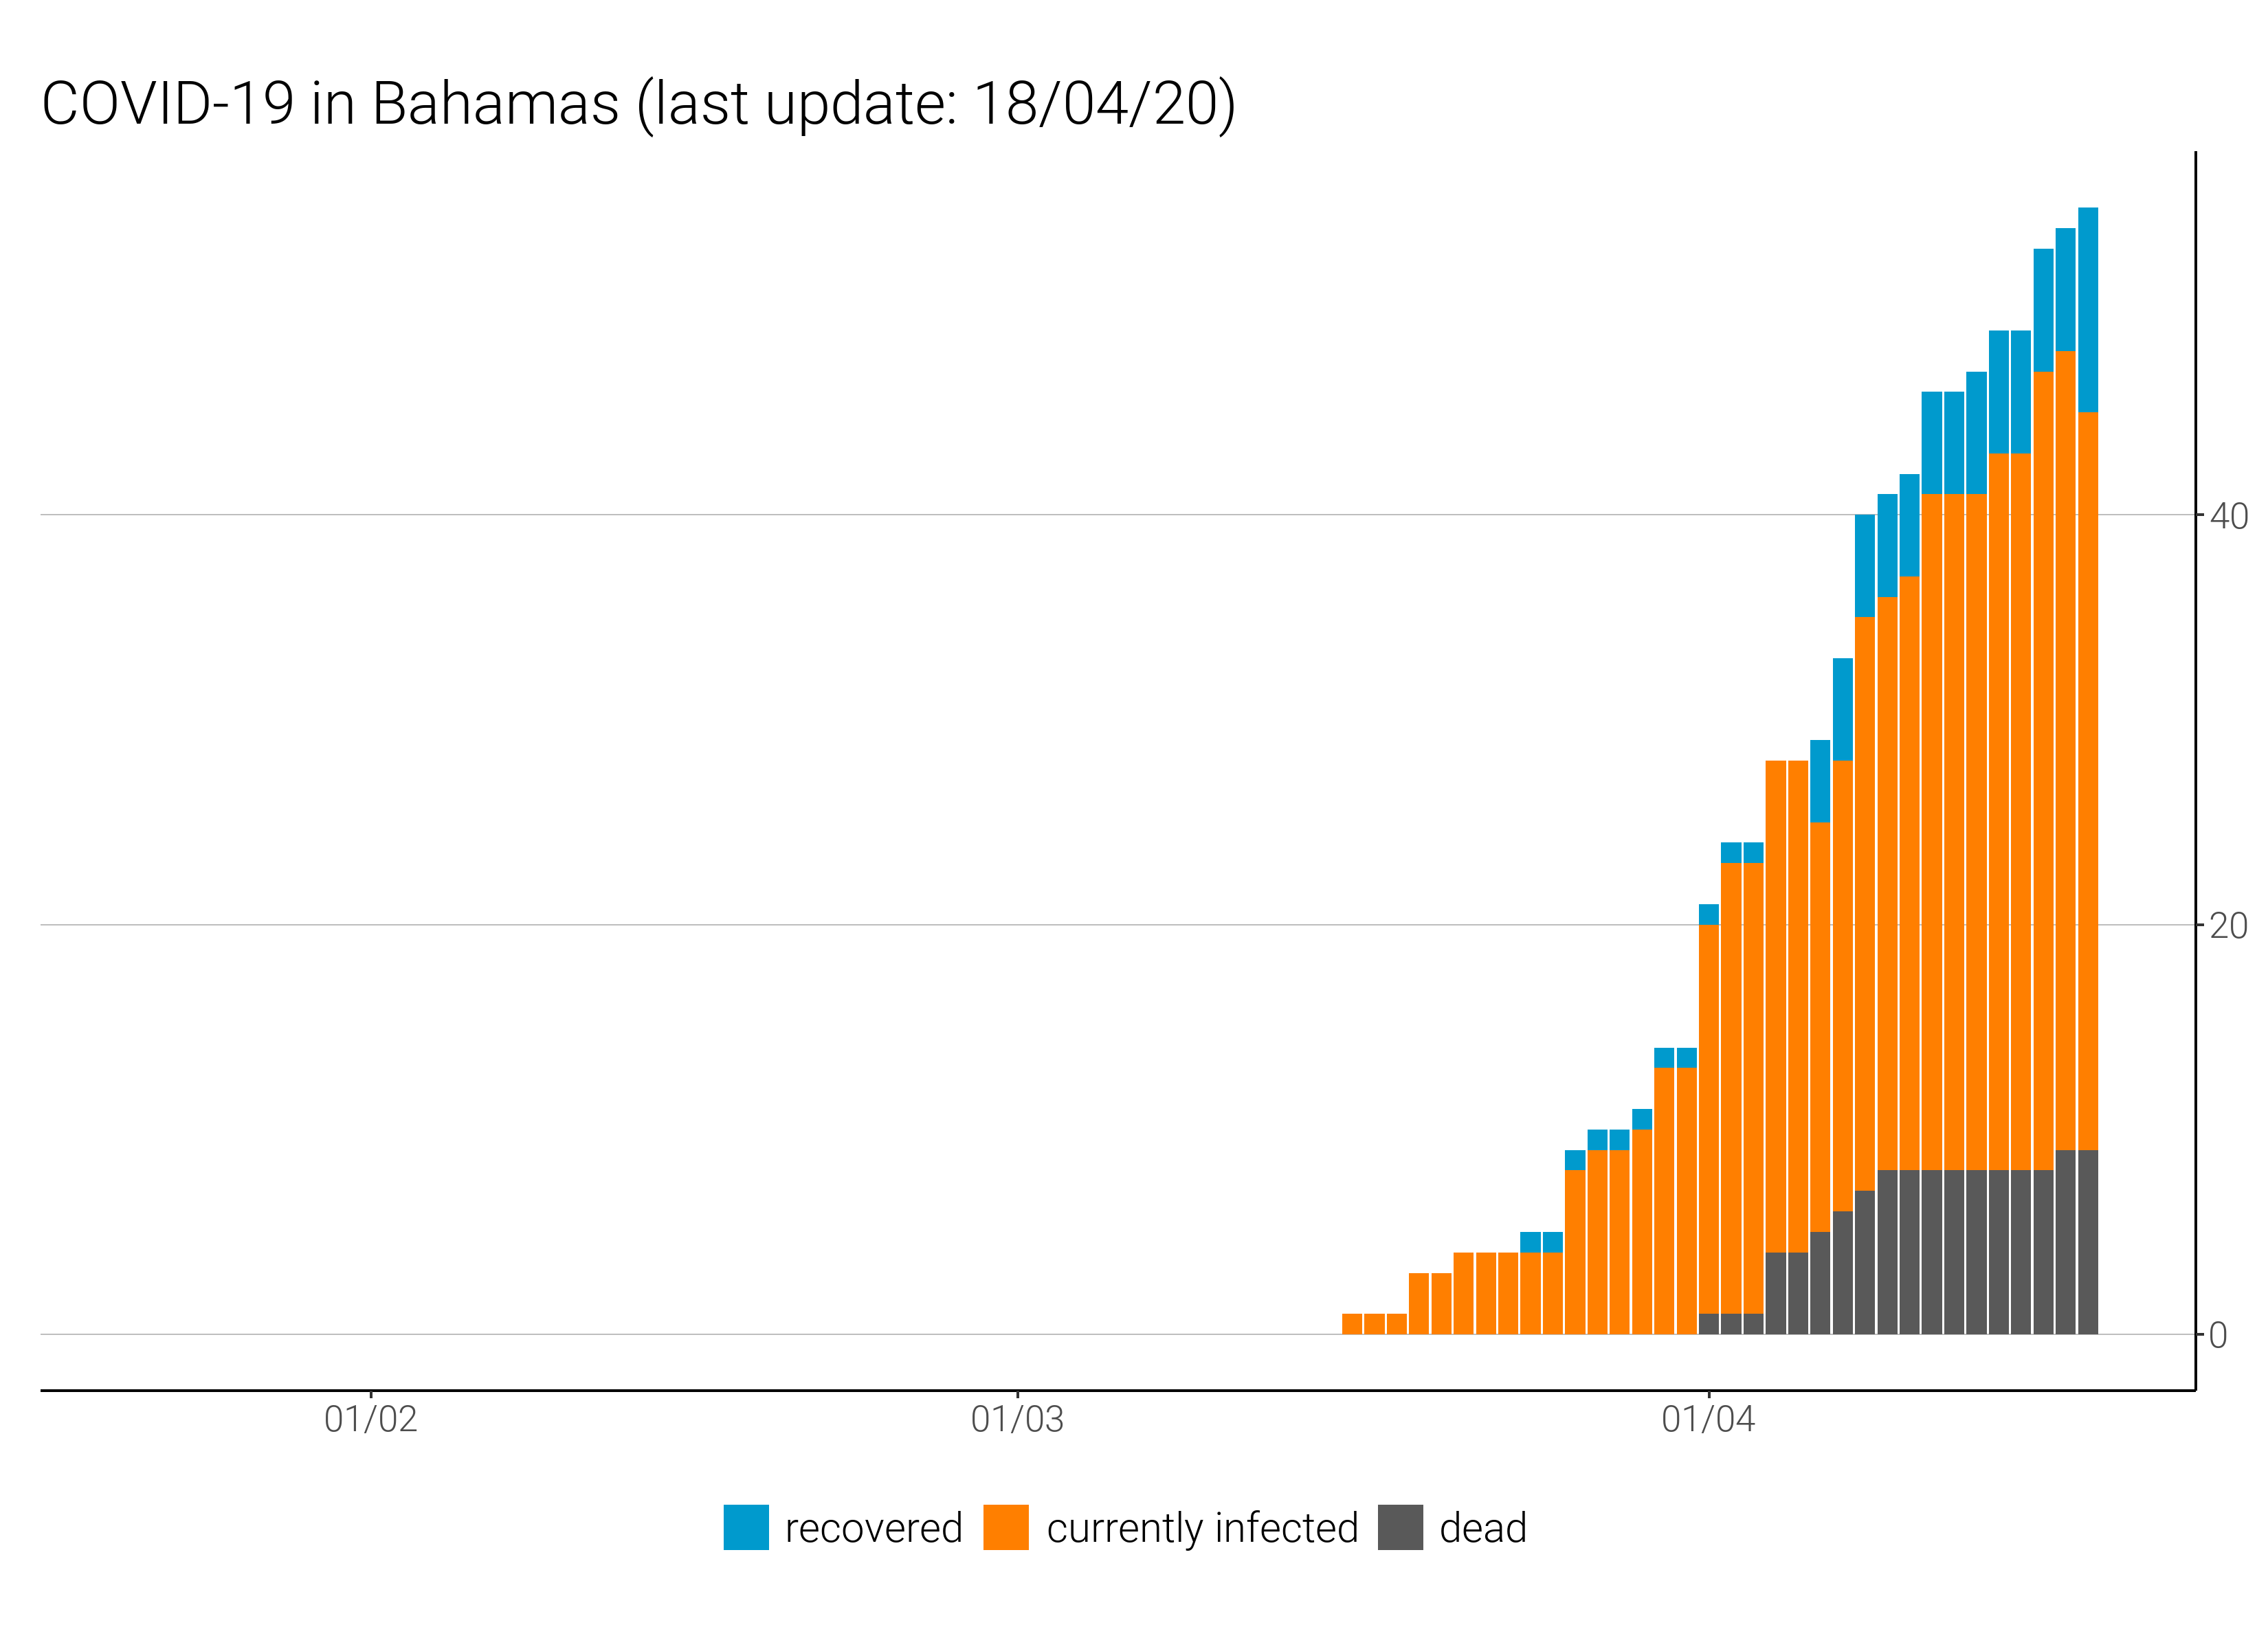 COVID-19 in Bahamas (last update: 18/04/20)
40
20
0
01/02 01/03 01/04
recovered currently infected dead